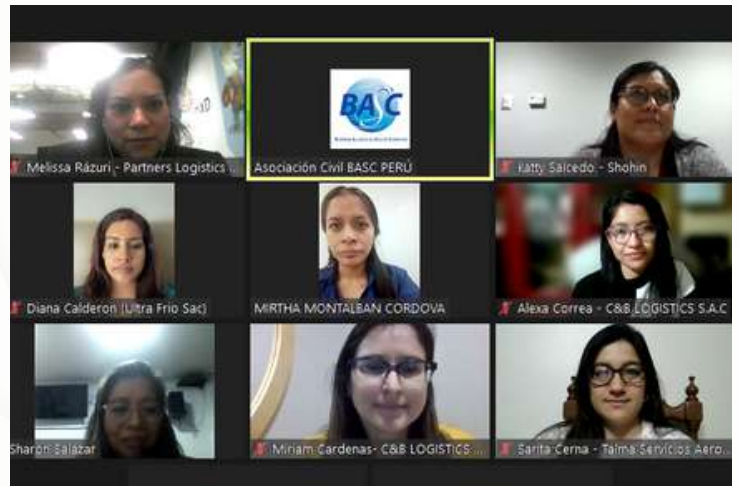 BASC
Melissa Rázuri - Partners Logistics ...
Asociación Civil BASC PERÚ
Katty Salcedo - Shohin
Diana Calderon (Ultra Frio Sac)
MIRTHA MONTALBAN CORDOVA
Alexa Correa - C&B LOGISTICS S.A.C
Sharon Salazar
Miriam Cardenas- C&B LOGISTICS ...
Sarita Cerna - Talma Servicios Aero...